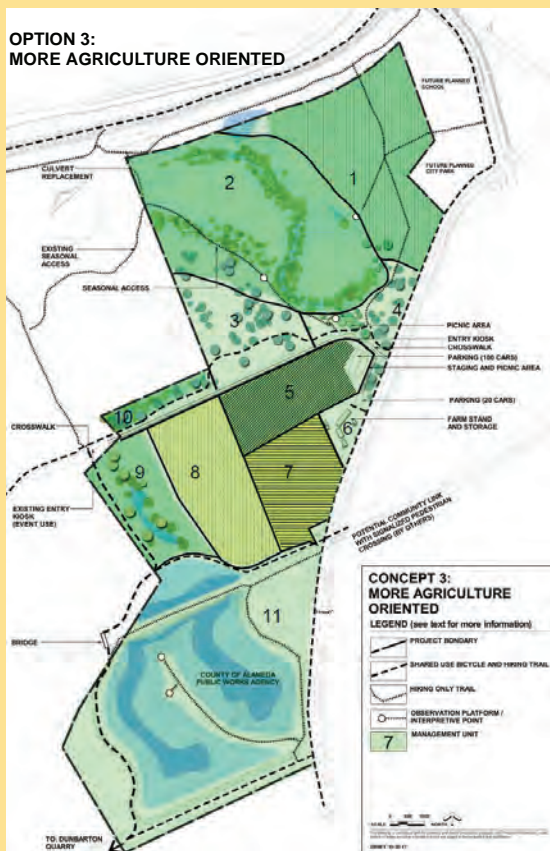 OPTION 3:
MORE AGRICULTURE ORIENTED
FUTURE PLANNED
SCHOOL
FUTURE PLANNED
CITY PARK
CULVERT
REPLACEMENT
2
1
EXISTING
SEASONAL
ACCESS
SEASONAL ACCESS
3
4
PICNIC AREA
ENTRY KIOSK
CROSSWALK
PARKING (100 CARS)
STAGING AND PICNIC AREA
5
PARKING (20 CARS)
10
6
FARM STAND
AND STORAGE
CROSSWALK
9
8
7
EXISTING ENTRY
KIOSK
(EVENT USE)
POTENTIAL COMMUNITY LINK
WITH SIGNALIZED PEDESTRIAN
CROSSING (BY OTHERS)
11
BRIDGE
COUNTY OF ALAMEDA
PUBLIC WORKS AGENCY
TO: DUMBARTON
QUARRY
CONCEPT 3:
MORE AGRICULTURE
ORIENTED
LEGEND (see text for more information)
PROJECT BONDARY
SHARED USE BICYCLE AND HIKING TRAIL
HIKING ONLY TRAIL
OBSERVATION PLATFORM /
INTERPRETIVE POINT
7
MANAGEMENT UNIT
SCALE
NORTH